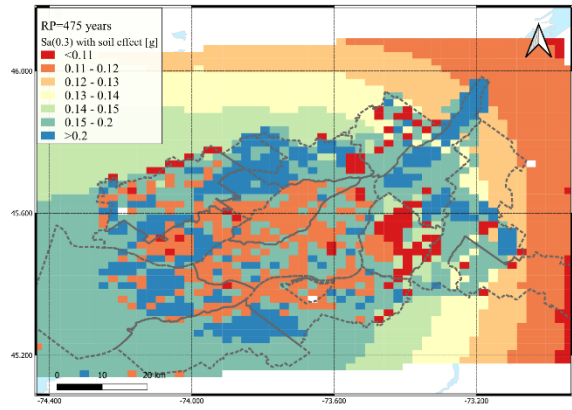 RP=475 years
Sa(0.3) with soil effect [g]
<0.11
0.11 - 0.12
0.12 - 0.13
0.13 - 0.14
0.14 - 0.15
0.15 - 0.2
>0.2
46.000
45.600
45.200
0 10 20 km
-74.400 -74.000 -73.600 -73.200